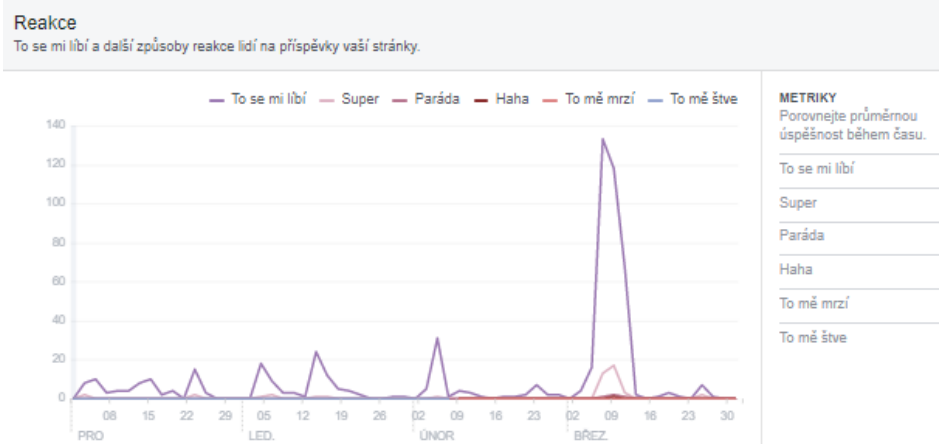 Reakce
To se mi líbí a další způsoby reakce lidí na příspěvky vaší stránky.
To se mi líbí Super Paráda Haha To mě mrzí To mě štve
140
120
100
80
60
40
20
0
08 15 22 29 05 12 19 26 02 09 16 23 02 09 16 23 30
PRO LED. ÚNOR BŘEZ.
METRIKY
Porovnejte průměrnou
úspěšnost během času.
To se mi líbí
Super
Paráda
Haha
To mě mrzí
To mě štve